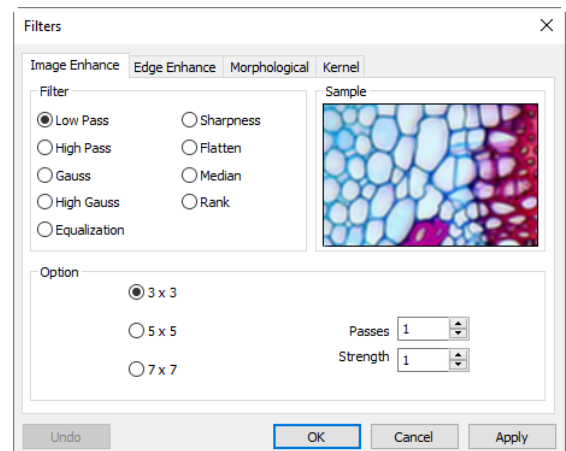 Filters
Image Enhance Edge Enhance Morphological Kernel
Filter
Low Pass
High Pass
Gauss
High Gauss
Equalization
Sharpness
Flatten
Median
Rank
Sample
Option
3 x 3
5 x 5
7 x 7
Passes 1
Strength 1
Undo OK Cancel Apply